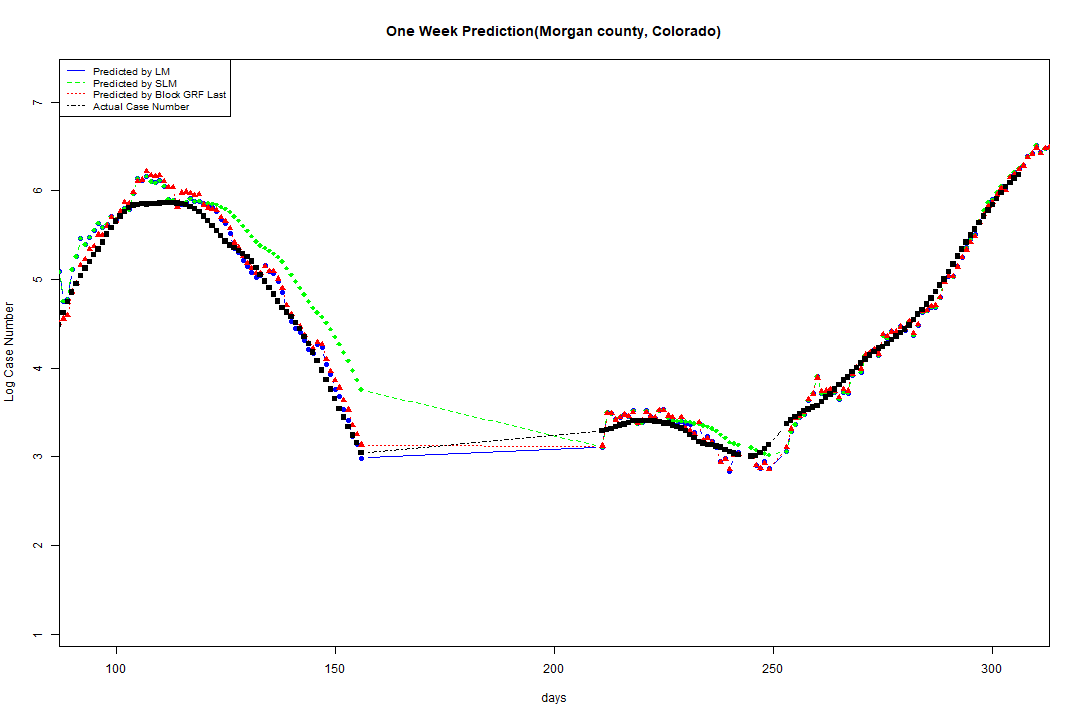 One Week Prediction(Morgan county, Colorado)
Predicted by LM
Predicted by SLM
Predicted by Block GRF Last
Actual Case Number
7
6
5
4
3
2
1
Log Case Number
100 150 200 250 300
days